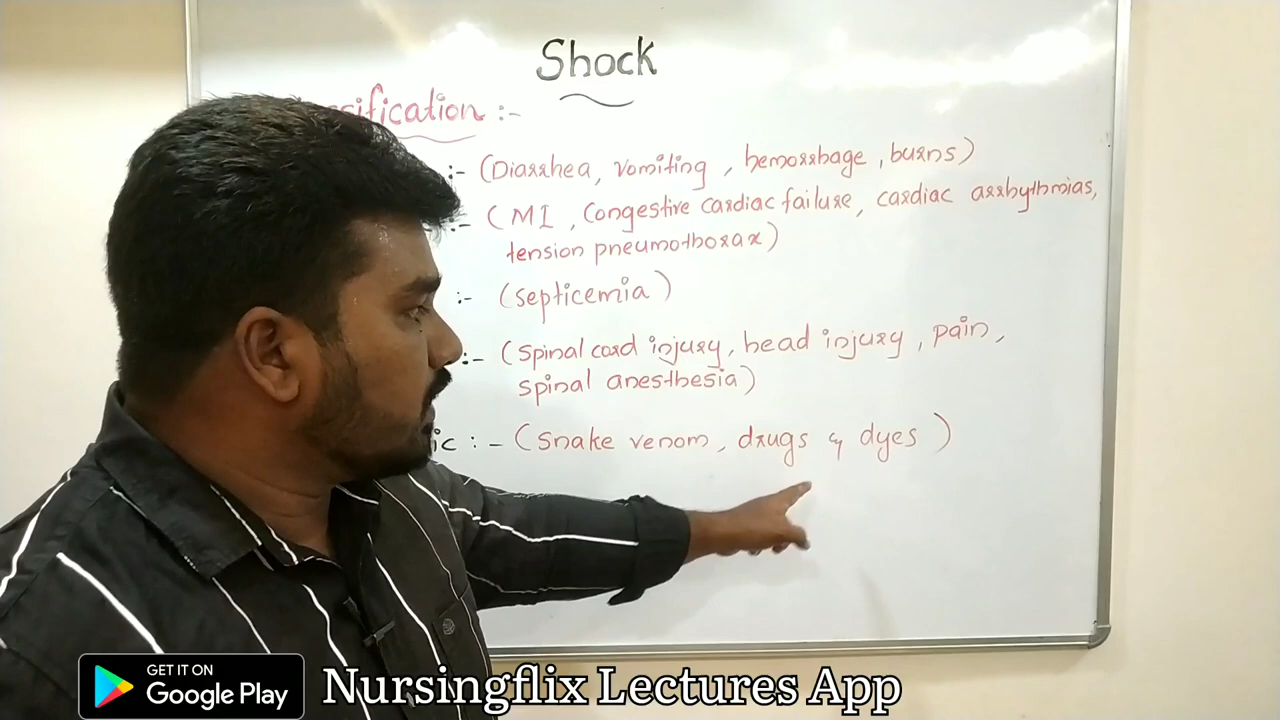 Shock
sification :-
:- (Diarrhea, vomiting, hemorrhage, burns)
:- (MI, Congestive cardiac failure, cardiac arrhythmias,
tension pneumothorax)
:- (septicemia)
:- (spinal cord injury, head injury, pain,
spinal anesthesia)
ic :- (snake venom, drugs & dyes)
GET IT ON
Google Play
Nursingflix Lectures App